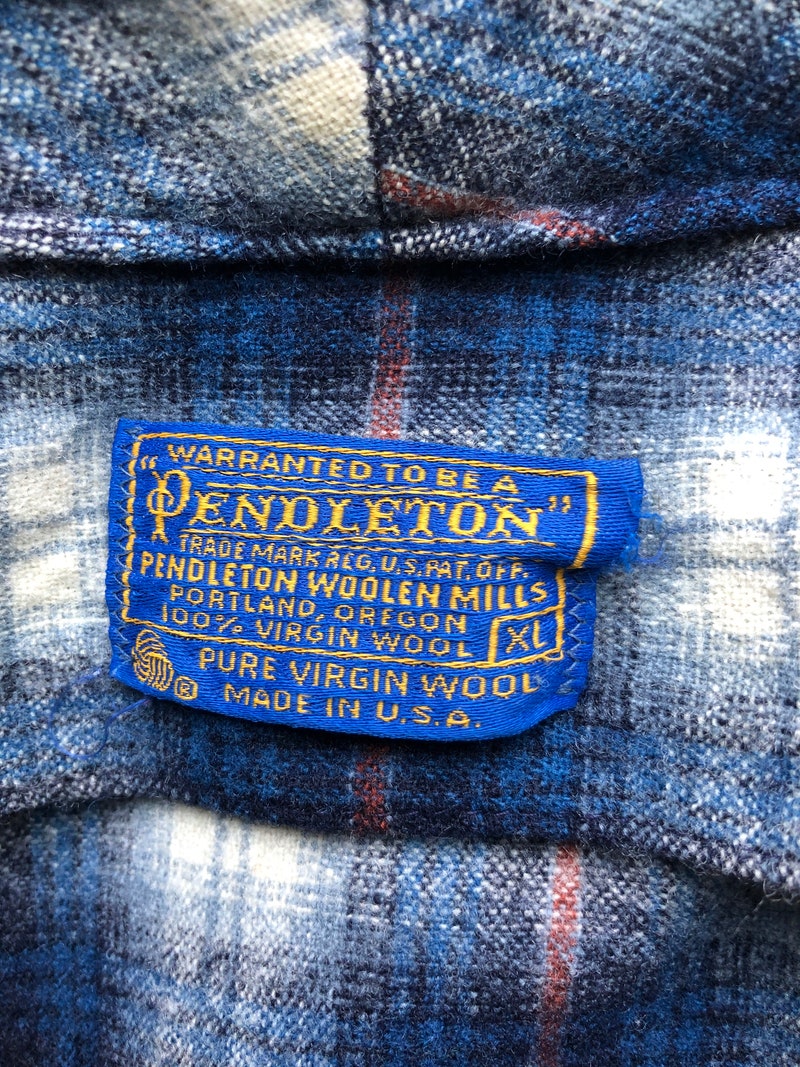 WARRANTED TO BE A
"PENDLETON"
TRADE MARK REG. U.S. PAT. OFF.
PENDLETON WOOLEN MILLS
PORTLAND, OREGON
100% VIRGIN WOOL XL
PURE VIRGIN WOOL
® MADE IN U.S.A.